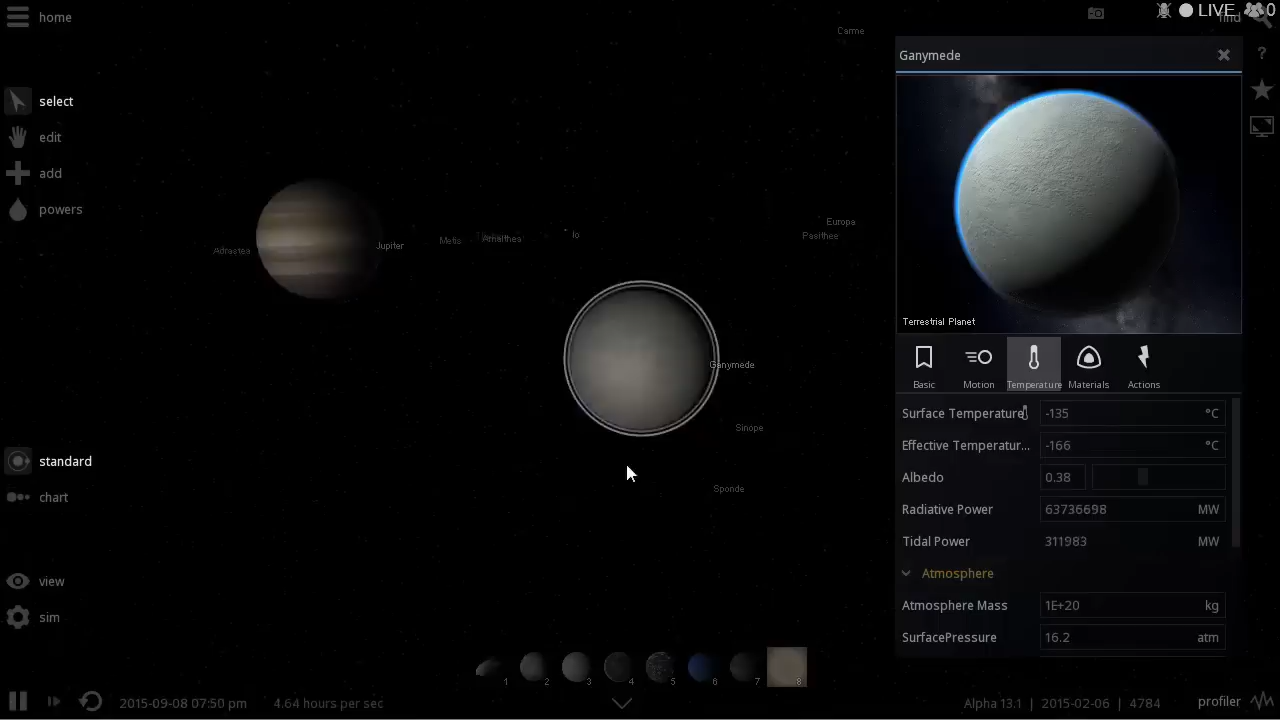 home
LIVE 0
find
Carme
Ganymede
select
edit
?
add
powers
Europa
Io
Pasithee
Metis
Amalthea
Jupiter
Adrastea
Terrestrial Planet
Ganymede
Basic
Motion
Temperature
Materials
Actions
Surface Temperature
-135 °C
Sinope
Effective Temperatur...
-166 °C
standard
Albedo
0.38
Sponde
chart
Radiative Power
63736698 MW
Tidal Power
311983 MW
Atmosphere
view
Atmosphere Mass
1E+20 kg
sim
SurfacePressure
16.2 atm
1 2 3 4 5 6 7 8
2015-09-08 07:50 pm
4.64 hours per sec
Alpha 13.1 | 2015-02-06 | 4784
profiler